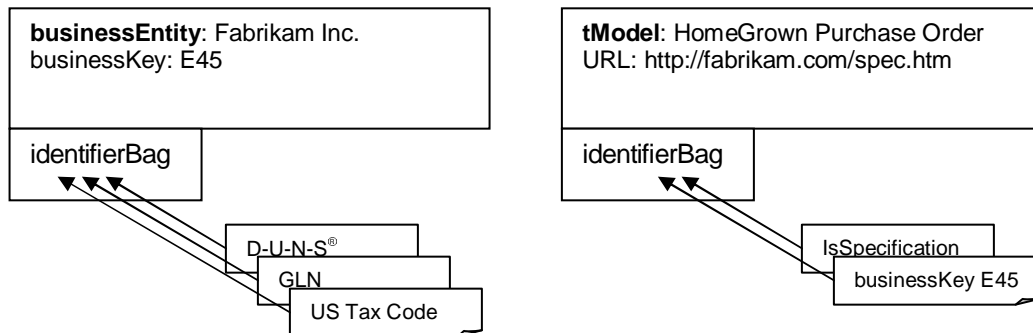 businessEntity: Fabrikam Inc.
businessKey: E45
identifierBag
D-U-N-S®
GLN
US Tax Code
tModel: HomeGrown Purchase Order
URL: http://fabrikam.com/spec.htm
identifierBag
IsSpecification
businessKey E45